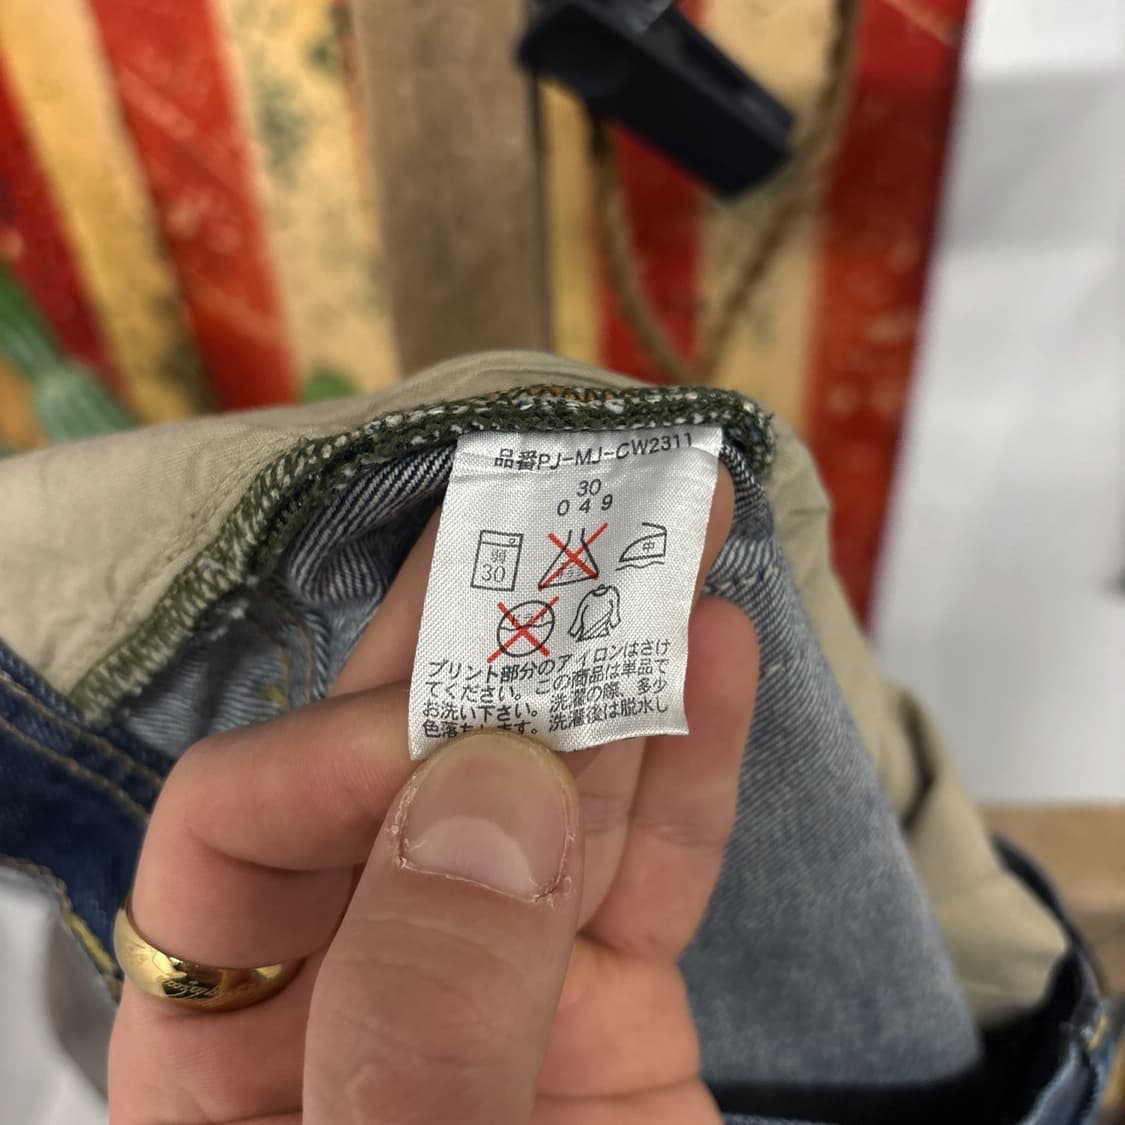 品番PJ-MJ-CW2311
30
0 4 9
弱
30
中
プリント部分のアイロンはさけ
てください。この商品は単品で
お洗い下さい。洗濯の際、多少
色落ちします。洗濯後は脱水し